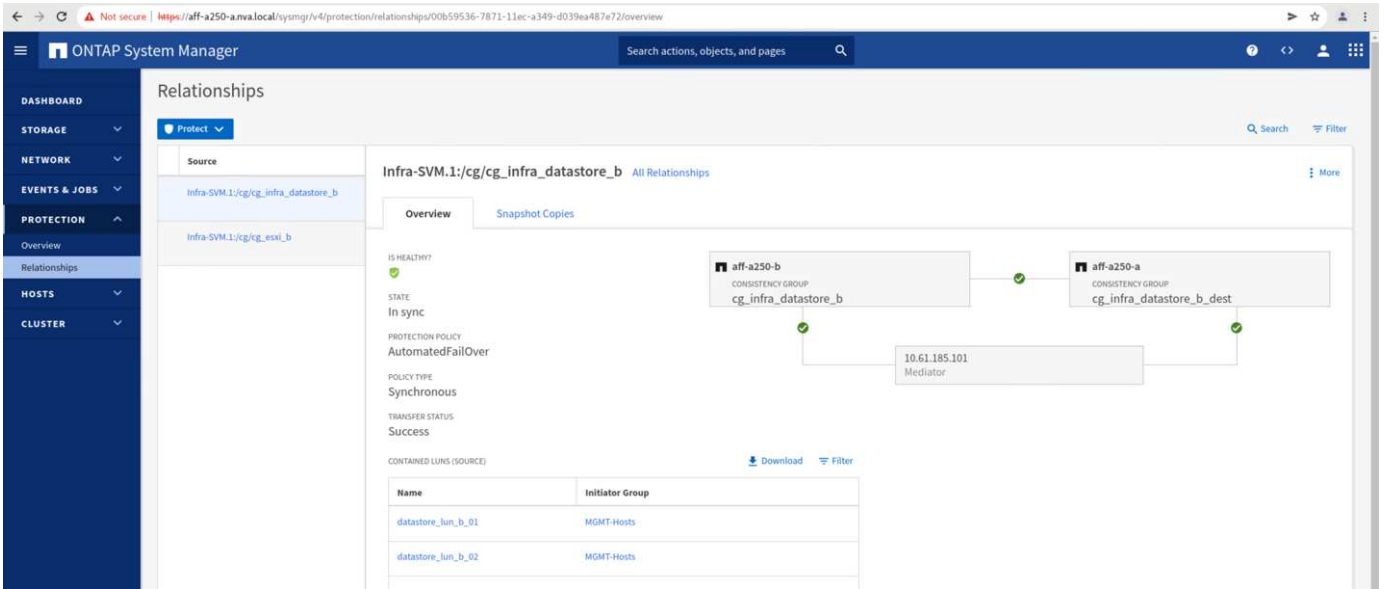 Not secure | https://aff-a250-a.nva.local/sysmgr/v4/protection/relationships/00b59536-7871-11ec-a349-d039ea487e72/overview
ONTAP System Manager
Search actions, objects, and pages
DASHBOARD
STORAGE
NETWORK
EVENTS & JOBS
PROTECTION
Overview
Relationships
HOSTS
CLUSTER
Relationships
Protect
Search
Filter
Source
Infra-SVM.1:/cg/cg_infra_datastore_b
Infra-SVM.1:/cg/cg_esxi_b
Infra-SVM.1:/cg/cg_infra_datastore_b All Relationships
More
Overview
Snapshot Copies
IS HEALTHY?
STATE
In sync
PROTECTION POLICY
AutomatedFailOver
POLICY TYPE
Synchronous
TRANSFER STATUS
Success
aff-a250-b
CONSISTENCY GROUP
cg_infra_datastore_b
aff-a250-a
CONSISTENCY GROUP
cg_infra_datastore_b_dest
10.61.185.101
Mediator
CONTAINED LUNS (SOURCE)
Download
Filter
Name Initiator Group
datastore_lun_b_01 MGMT-Hosts
datastore_lun_b_02 MGMT-Hosts